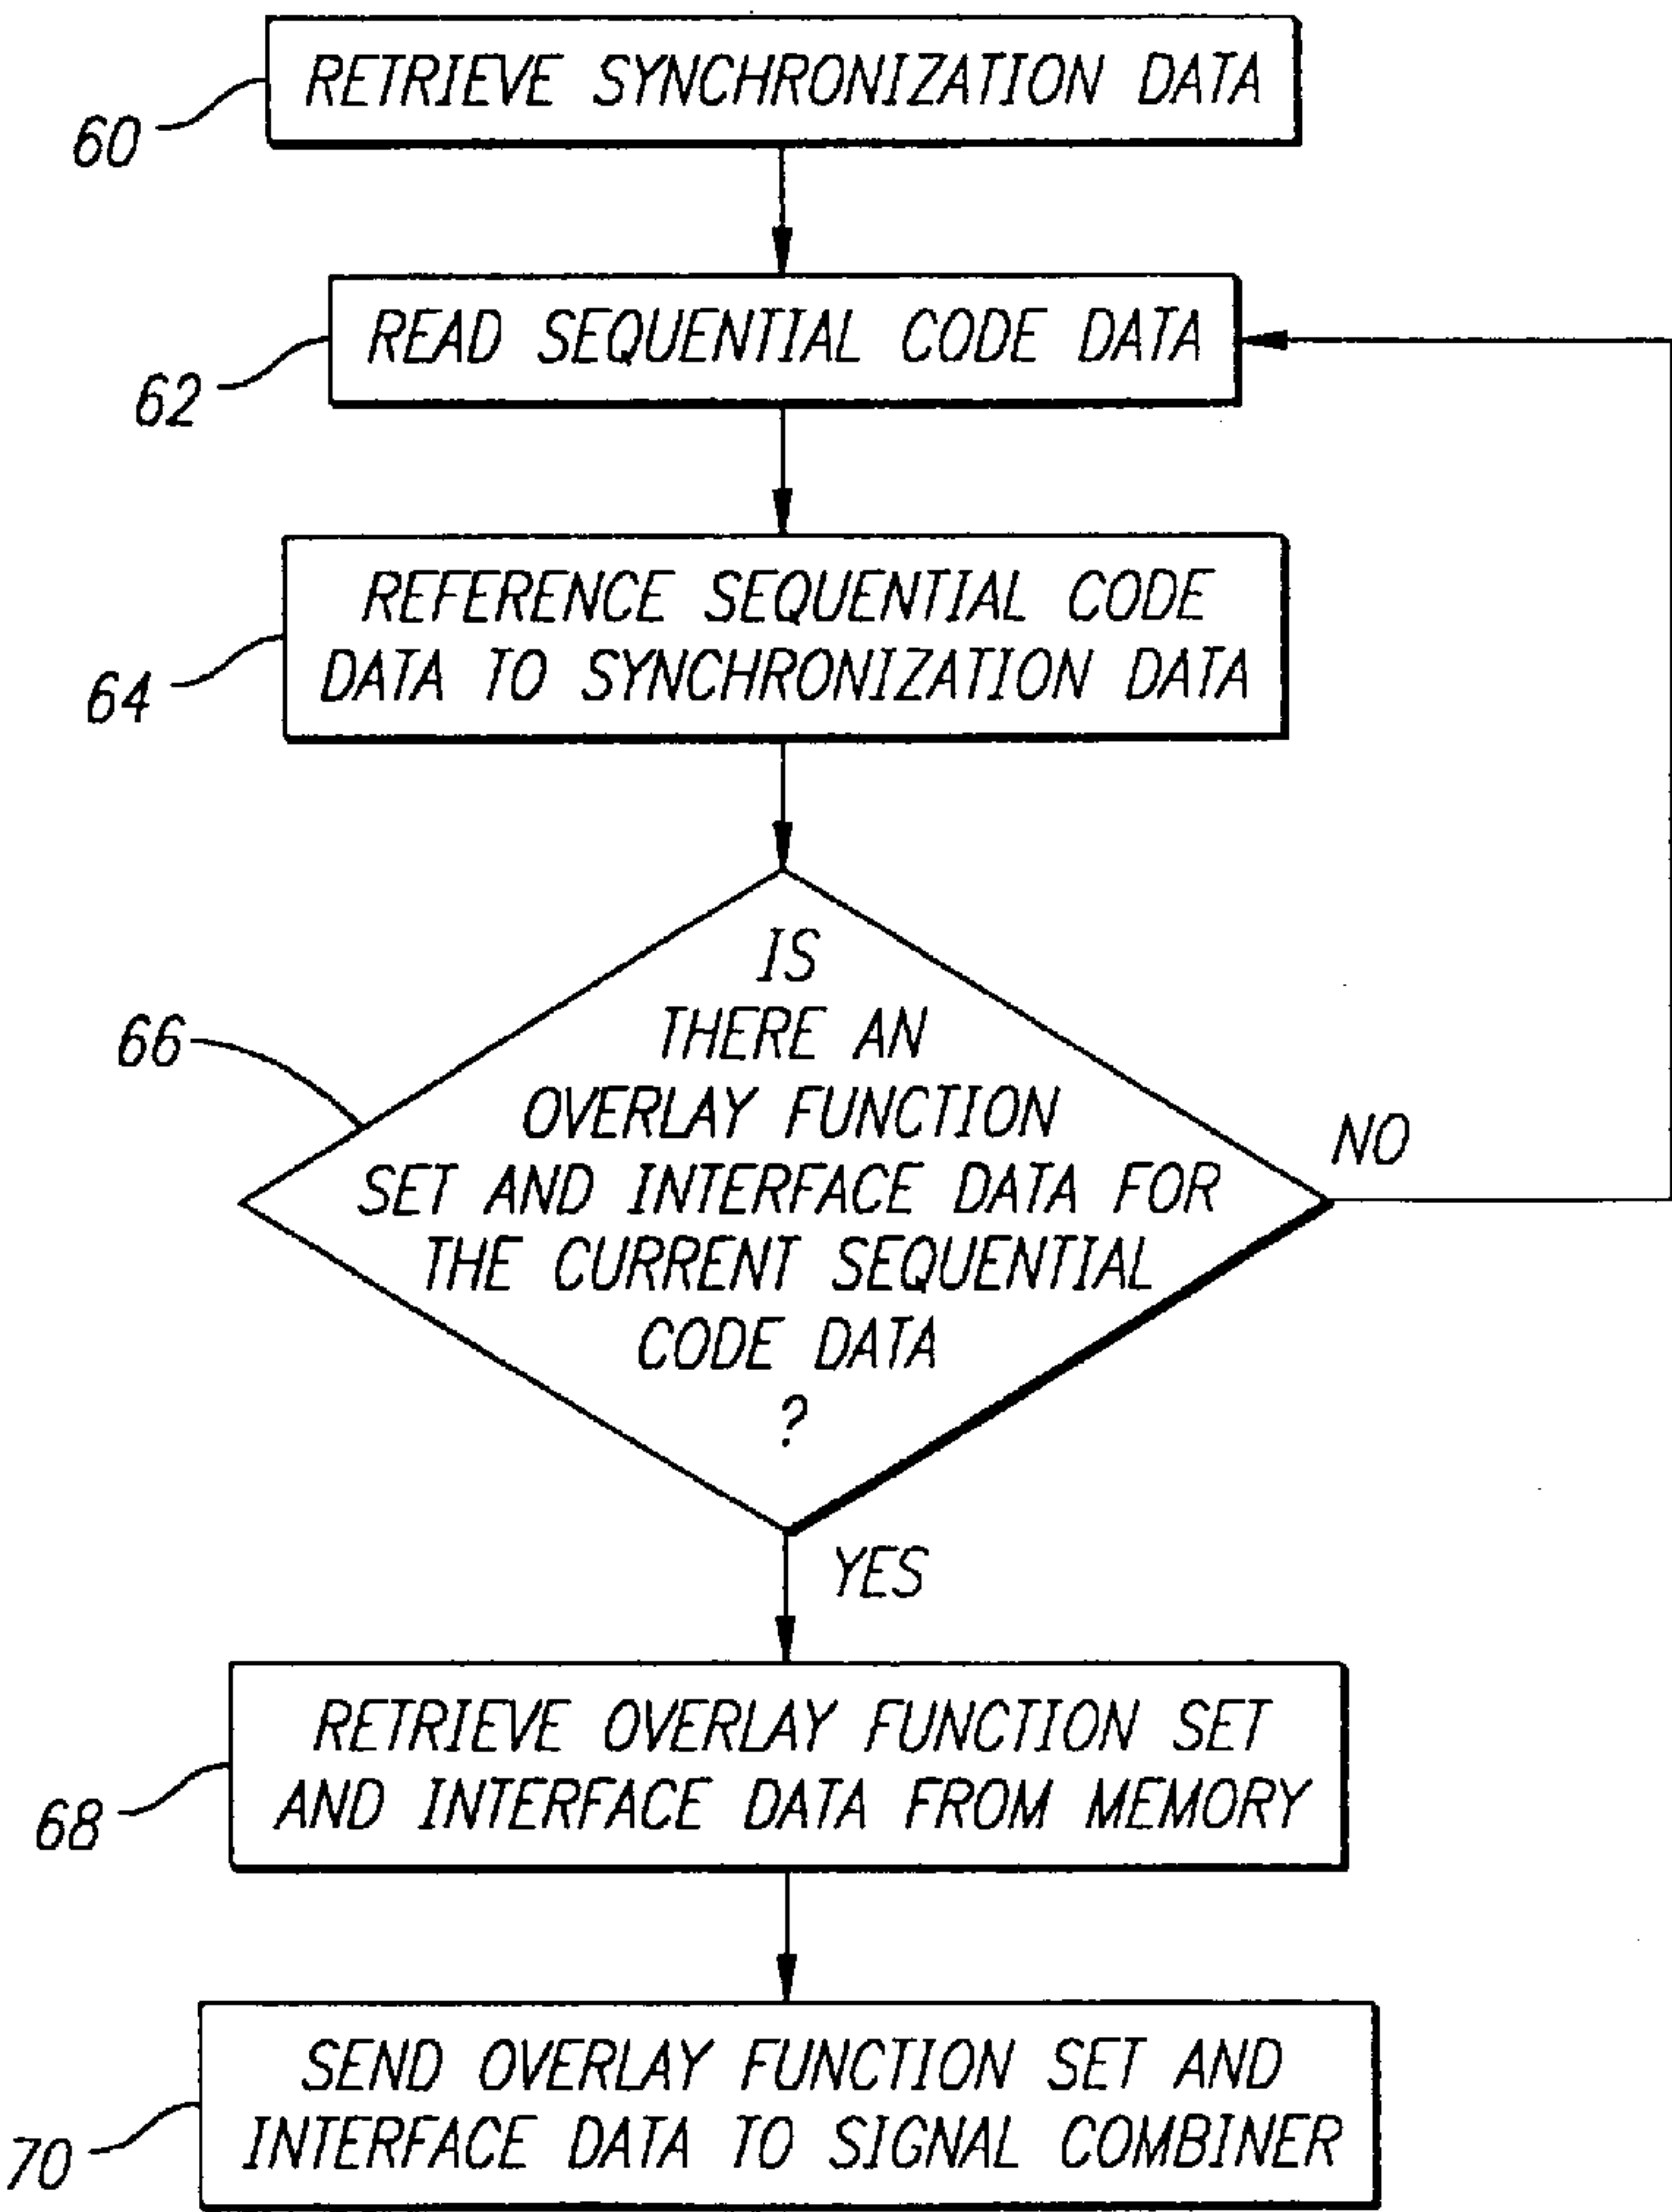 RETRIEVE SYNCHRONIZATION DATA
60
READ SEQUENTIAL CODE DATA
62
REFERENCE SEQUENTIAL CODE
DATA TO SYNCHRONIZATION DATA
64
IS
THERE AN
OVERLAY FUNCTION
SET AND INTERFACE DATA FOR
THE CURRENT SEQUENTIAL
CODE DATA
?
66
NO
YES
RETRIEVE OVERLAY FUNCTION SET
AND INTERFACE DATA FROM MEMORY
68
SEND OVERLAY FUNCTION SET AND
INTERFACE DATA TO SIGNAL COMBINER
70